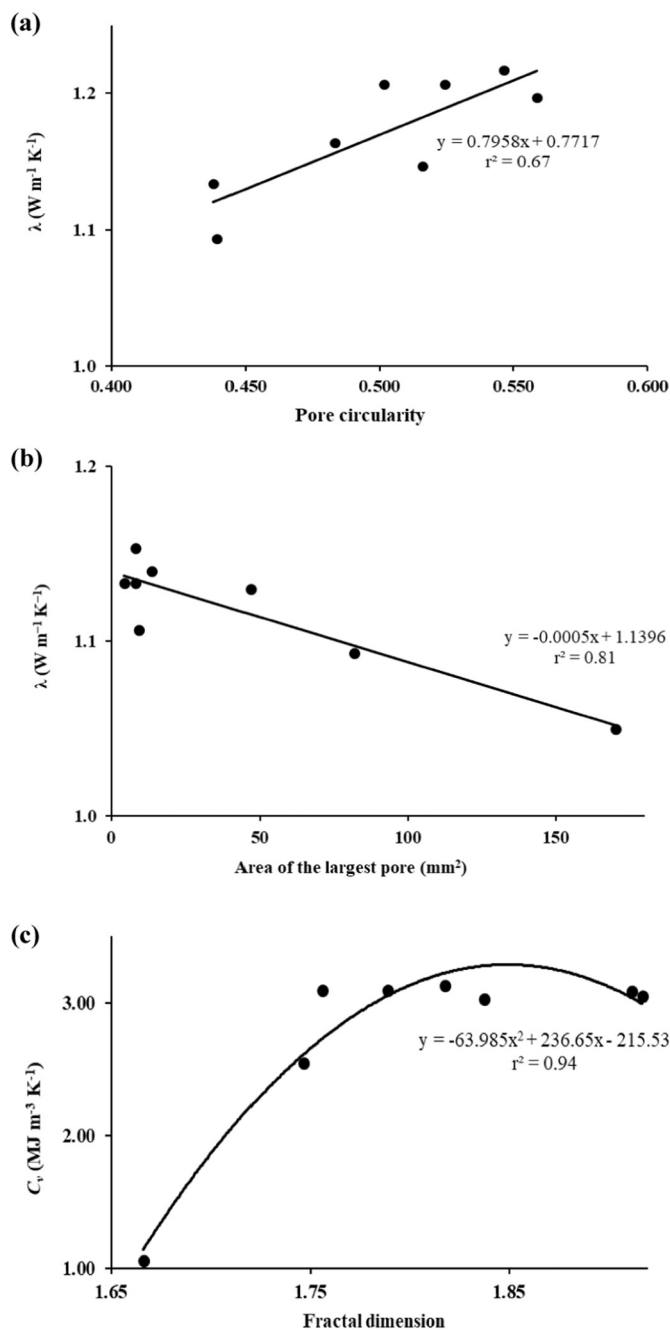 (a)
1.2
1.1
1.0
λ (W m⁻¹ K⁻¹)
y = 0.7958x + 0.7717
r² = 0.67
0.400 0.450 0.500 0.550 0.600
Pore circularity
(b)
1.2
1.1
1.0
λ (W m⁻¹ K⁻¹)
y = -0.0005x + 1.1396
r² = 0.81
0 50 100 150
Area of the largest pore (mm²)
(c)
3.00
2.00
1.00
Cᵥ (MJ m⁻³ K⁻¹)
y = -63.985x² + 236.65x - 215.53
r² = 0.94
1.65 1.75 1.85
Fractal dimension